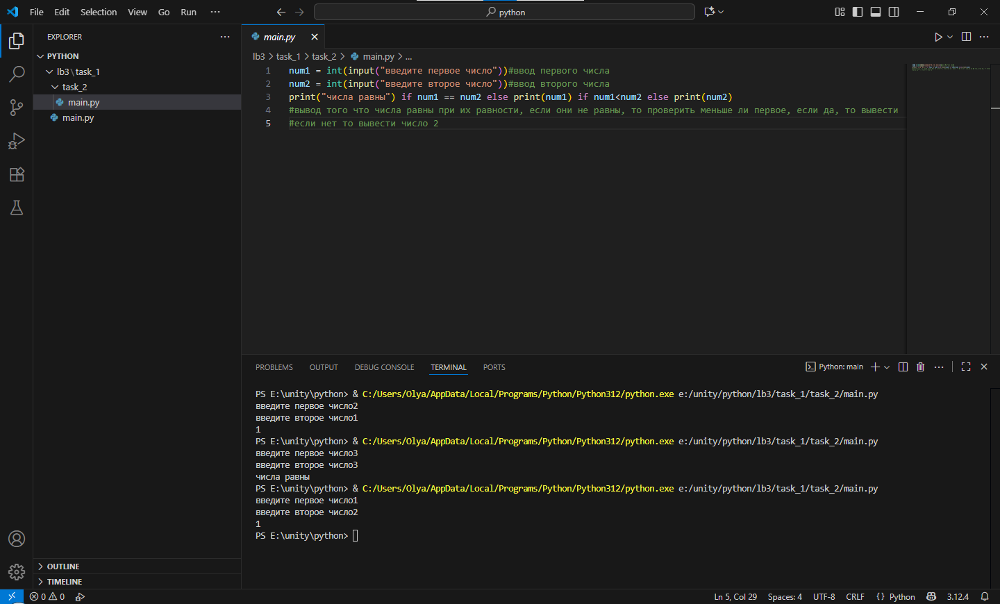 File Edit Selection View Go Run ··· python
EXPLORER ···
PYTHON
lb3 \ task_1
task_2
main.py
main.py
OUTLINE
TIMELINE
main.py
lb3 > task_1 > task_2 > main.py > ...
1 num1 = int(input("введите первое число"))#ввод первого числа
2 num2 = int(input("введите второе число"))#ввод второго числа
3 print("числа равны") if num1 == num2 else print(num1) if num1<num2 else print(num2)
4 #вывод того что числа равны при их равности, если они не равны, то проверить меньше ли первое, если да, то вывести
5 #если нет то вывести число 2
PROBLEMS OUTPUT DEBUG CONSOLE TERMINAL PORTS Python: main
PS E:\unity\python> & C:/Users/Olya/AppData/Local/Programs/Python/Python312/python.exe e:/unity/python/lb3/task_1/task_2/main.py
введите первое число2
введите второе число1
1
PS E:\unity\python> & C:/Users/Olya/AppData/Local/Programs/Python/Python312/python.exe e:/unity/python/lb3/task_1/task_2/main.py
введите первое число3
введите второе число3
числа равны
PS E:\unity\python> & C:/Users/Olya/AppData/Local/Programs/Python/Python312/python.exe e:/unity/python/lb3/task_1/task_2/main.py
введите первое число1
введите второе число2
1
PS E:\unity\python>
0 0 Ln 5, Col 29 Spaces: 4 UTF-8 CRLF { } Python 3.12.4